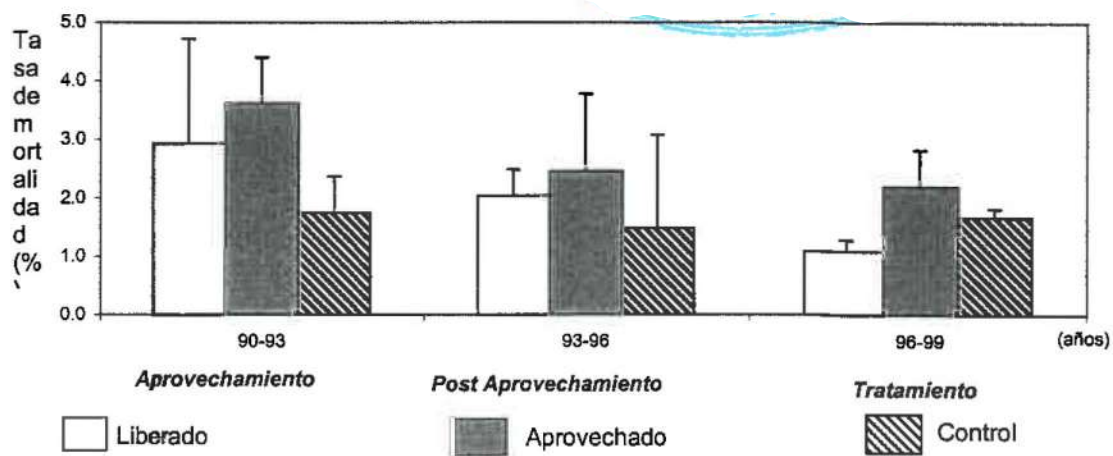 5.0
4.0
3.0
2.0
1.0
0.0
Ta
sa
de
m
ort
ali
da
d
(%
90-93 93-96 96-99 (años)
Aprovechamiento Post Aprovechamiento Tratamiento
Liberado Aprovechado Control